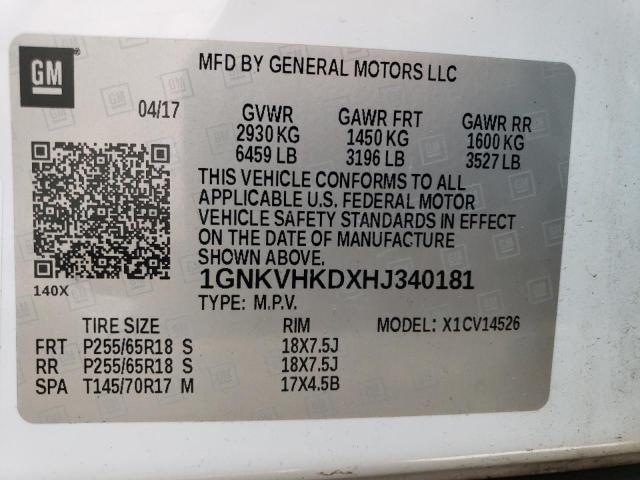 GM
MFD BY GENERAL MOTORS LLC
04/17
GVWR GAWR FRT GAWR RR
2930 KG 1450 KG 1600 KG
6459 LB 3196 LB 3527 LB
THIS VEHICLE CONFORMS TO ALL
APPLICABLE U.S. FEDERAL MOTOR
VEHICLE SAFETY STANDARDS IN EFFECT
ON THE DATE OF MANUFACTURE
SHOWN ABOVE.
140X
1GNKVHKDXHJ340181
TYPE: M.P.V.
TIRE SIZE RIM MODEL: X1CV14526
FRT P255/65R18 S 18X7.5J
RR P255/65R18 S 18X7.5J
SPA T145/70R17 M 17X4.5B